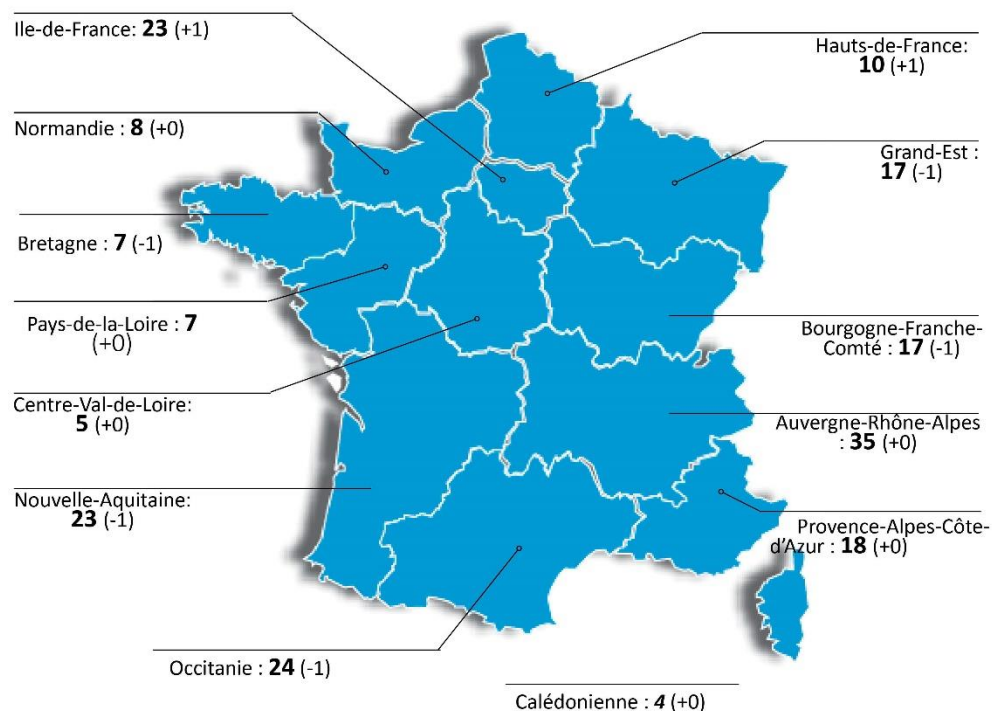 Ile-de-France: 23 (+1)
Hauts-de-France:
10 (+1)
Normandie : 8 (+0)
Grand-Est :
17 (-1)
Bretagne : 7 (-1)
Pays-de-la-Loire : 7
(+0)
Bourgogne-Franche-
Comté : 17 (-1)
Centre-Val-de-Loire:
5 (+0)
Auvergne-Rhône-Alpes
: 35 (+0)
Nouvelle-Aquitaine:
23 (-1)
Provence-Alpes-Côte-
d'Azur : 18 (+0)
Occitanie : 24 (-1)
Calédonienne : 4 (+0)